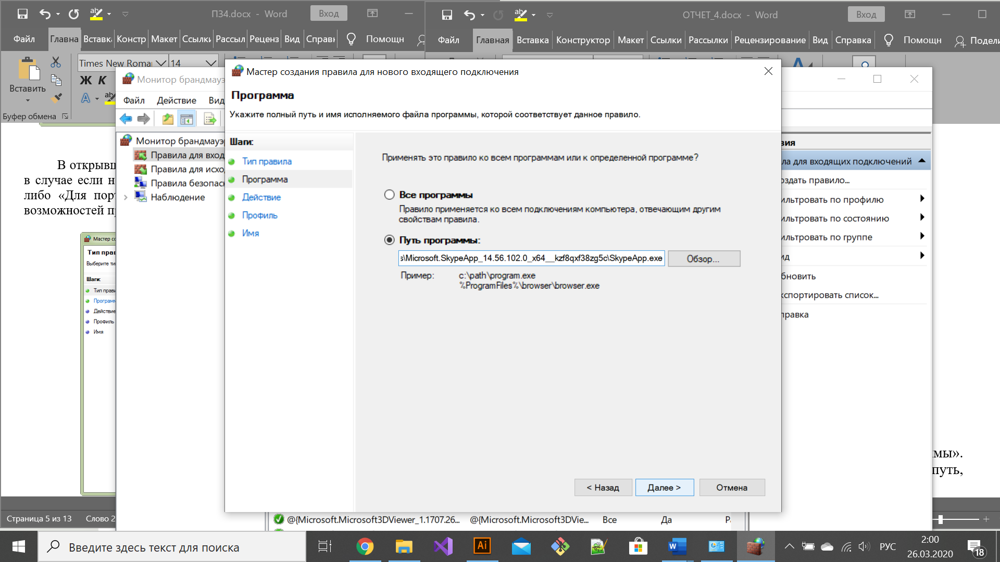 П34.docx - Word
Вход
ОТЧЕТ_4.docx - Word
Вход
Файл
Главна
Вставк
Констр
Макет
Ссылк
Рассыл
Реценз
Вид
Справ
Помощн
Файл
Главная
Вставка
Конструктор
Макет
Ссылки
Рассылки
Рецензирование
Вид
Справка
Помощн
Подели
Вставить
Times New Roma
14
Ж К
Буфер обмена
Монитор брандмауэ
Файл
Действие
Вид
Монитор брандмауэ
Правила для вход
Правила для исхо
Правила безопас
Наблюдение
Мастер создания правила для нового входящего подключения
Программа
Укажите полный путь и имя исполняемого файла программы, которой соответствует данное правило.
Шаги:
Тип правила
Программа
Действие
Профиль
Имя
Применять это правило ко всем программам или к определенной программе?
Все программы
Правило применяется ко всем подключениям компьютера, отвечающим другим
свойствам правила.
Путь программы:
s\Microsoft.SkypeApp_14.56.102.0_x64__kzf8qxf38zg5c\SkypeApp.exe
Обзор...
Пример:
c:\path\program.exe
%ProgramFiles%\browser\browser.exe
< Назад
Далее >
Отмена
вия
ла для входящих подключений
оздать правило...
ильтровать по профилю
ильтровать по состоянию
ильтровать по группе
ид
бновить
кспортировать список...
правка
В открывш
в случае если н
либо «Для порт
возможностей п
Мастер со
Тип прав
Выберите ти
Шаги:
Тип прави
Программ
Действие
Профиль
Имя
мы».
путь,
@{Microsoft.Microsoft3DViewer_1.1707.26...
@{Microsoft.Microsoft3DVie...
Все
Да
Ра
Страница 5 из 13
Слово 2
Введите здесь текст для поиска
РУС
2:00
26.03.2020
18